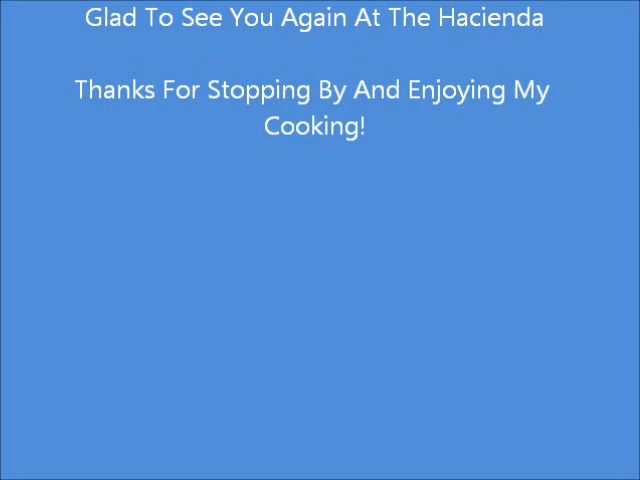 Glad To See You Again At The Hacienda
Thanks For Stopping By And Enjoying My
Cooking!